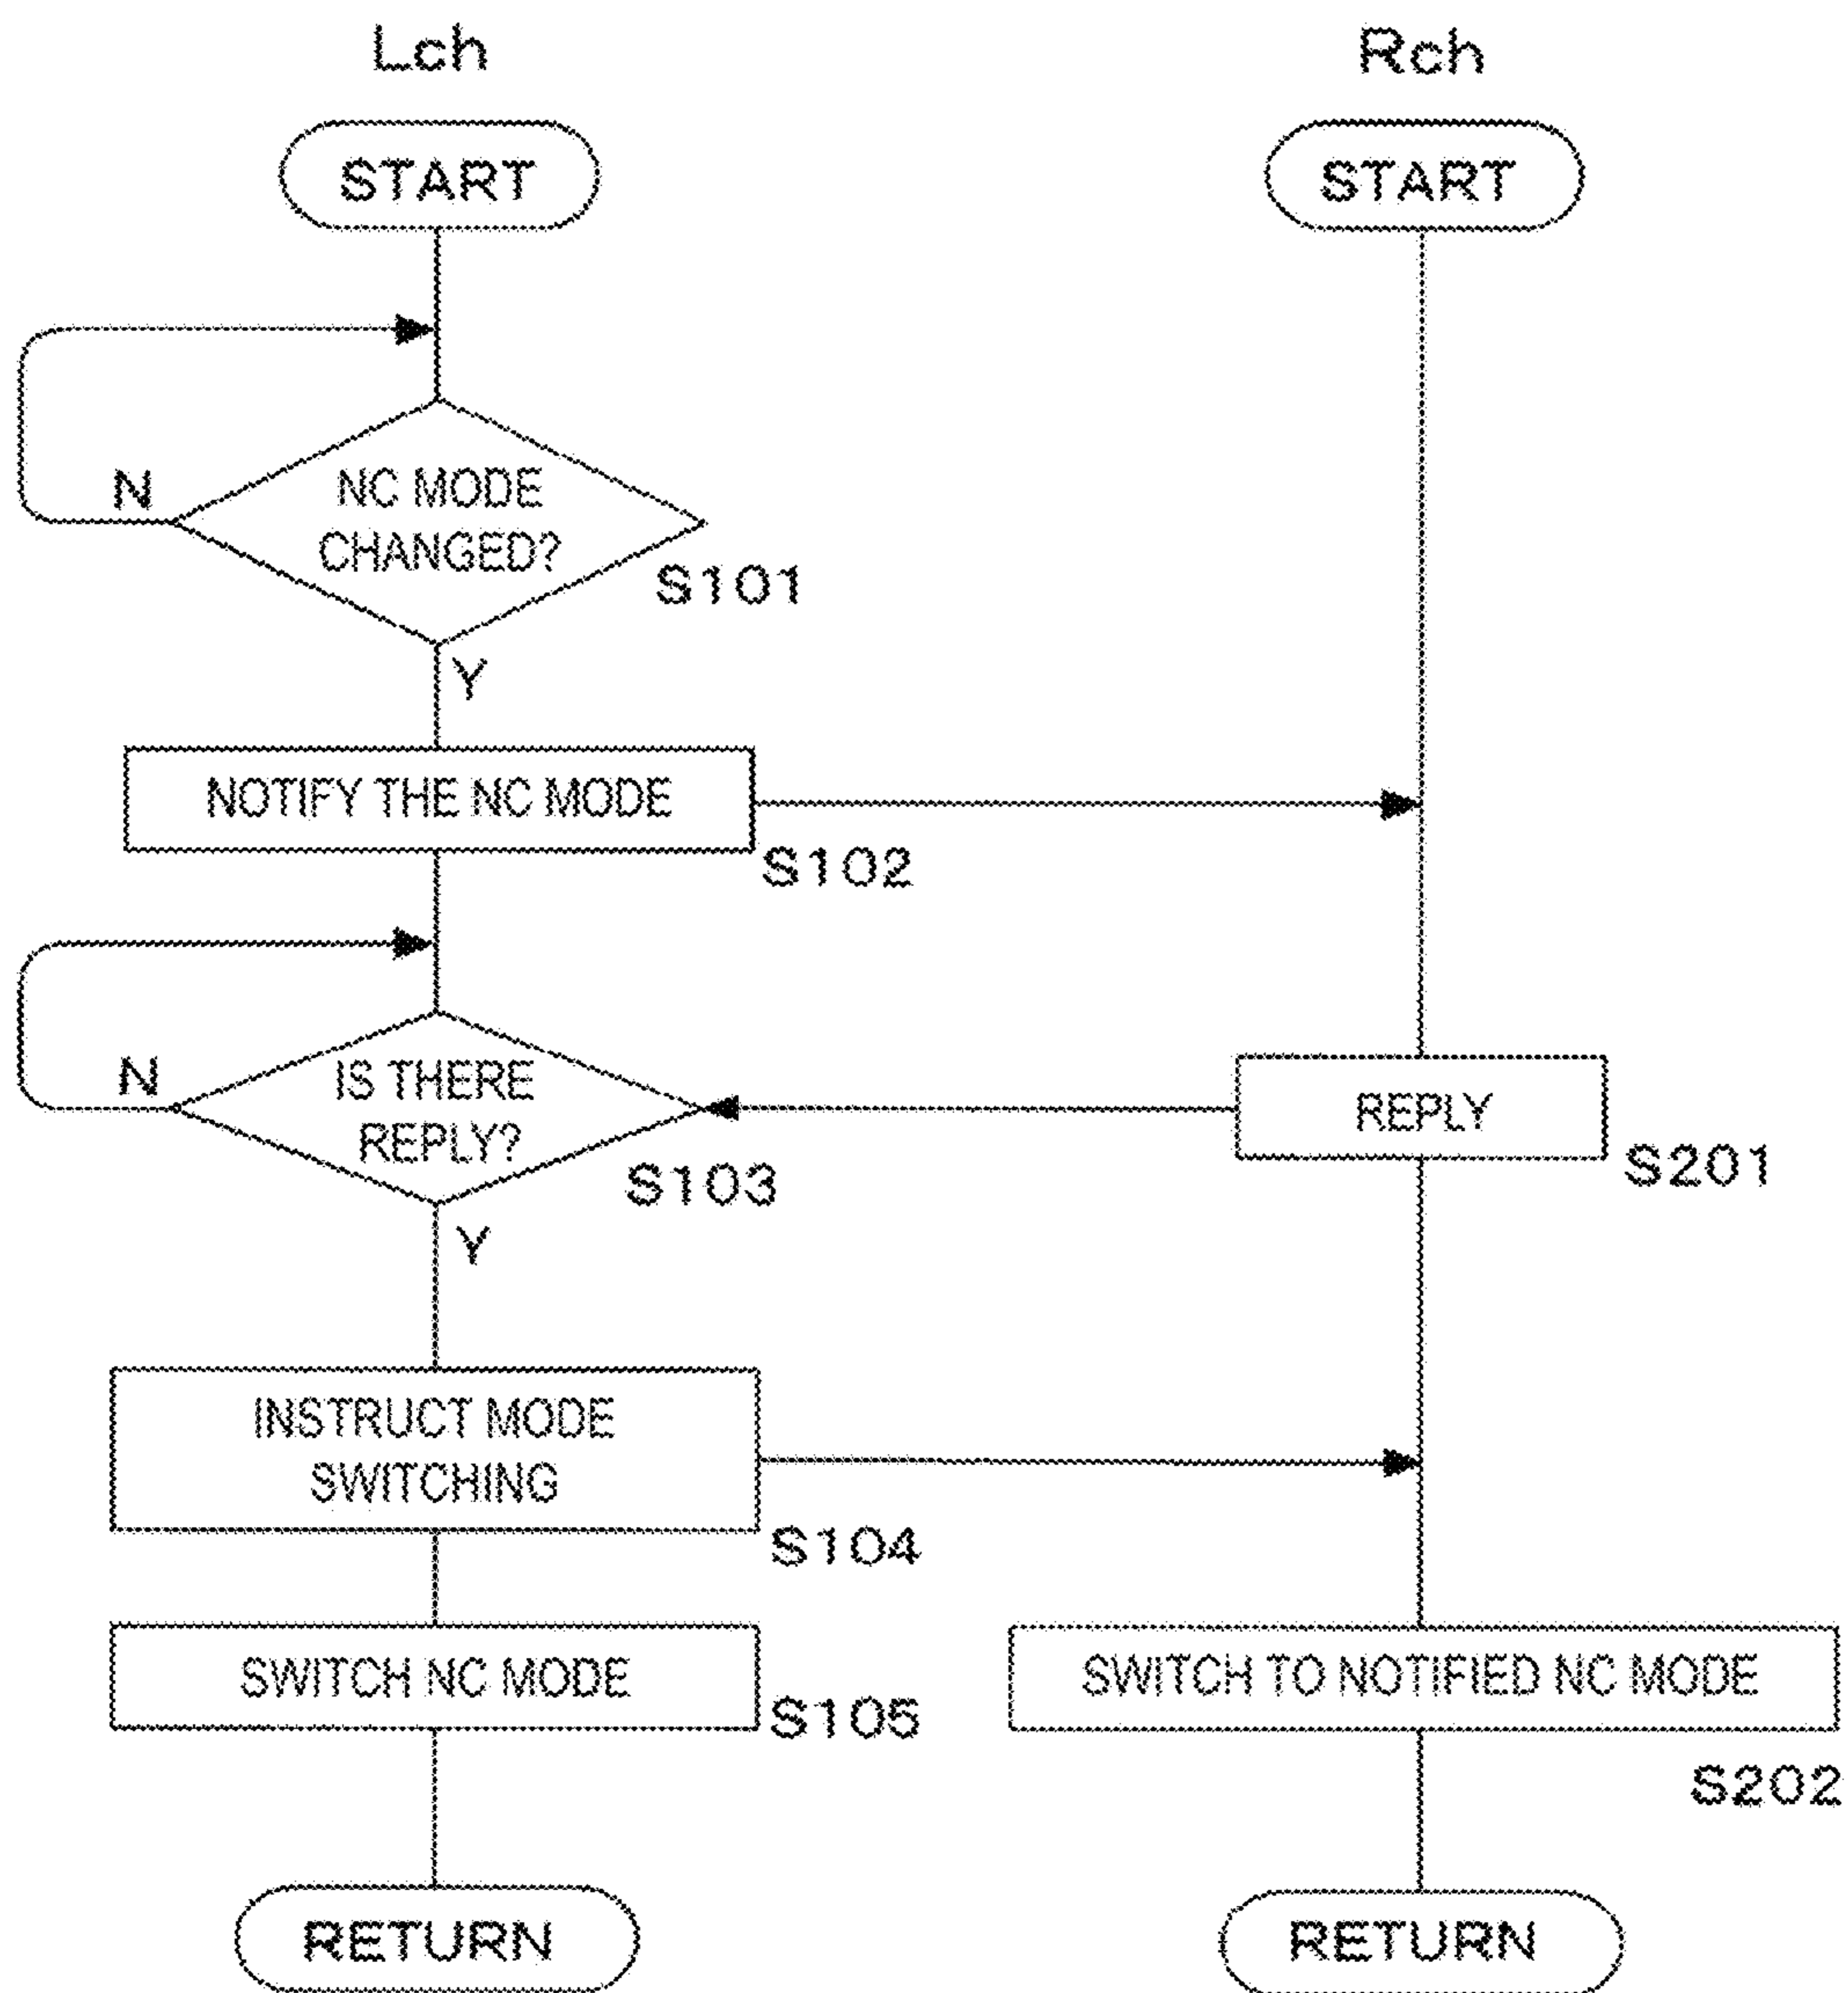 Lch
Rch
START
START
N
NC MODE
CHANGED?
S101
Y
NOTIFY THE NC MODE
S102
N
IS THERE
REPLY?
S103
REPLY
S201
Y
INSTRUCT MODE
SWITCHING
S104
SWITCH NC MODE
S105
SWITCH TO NOTIFIED NC MODE
S202
RETURN
RETURN